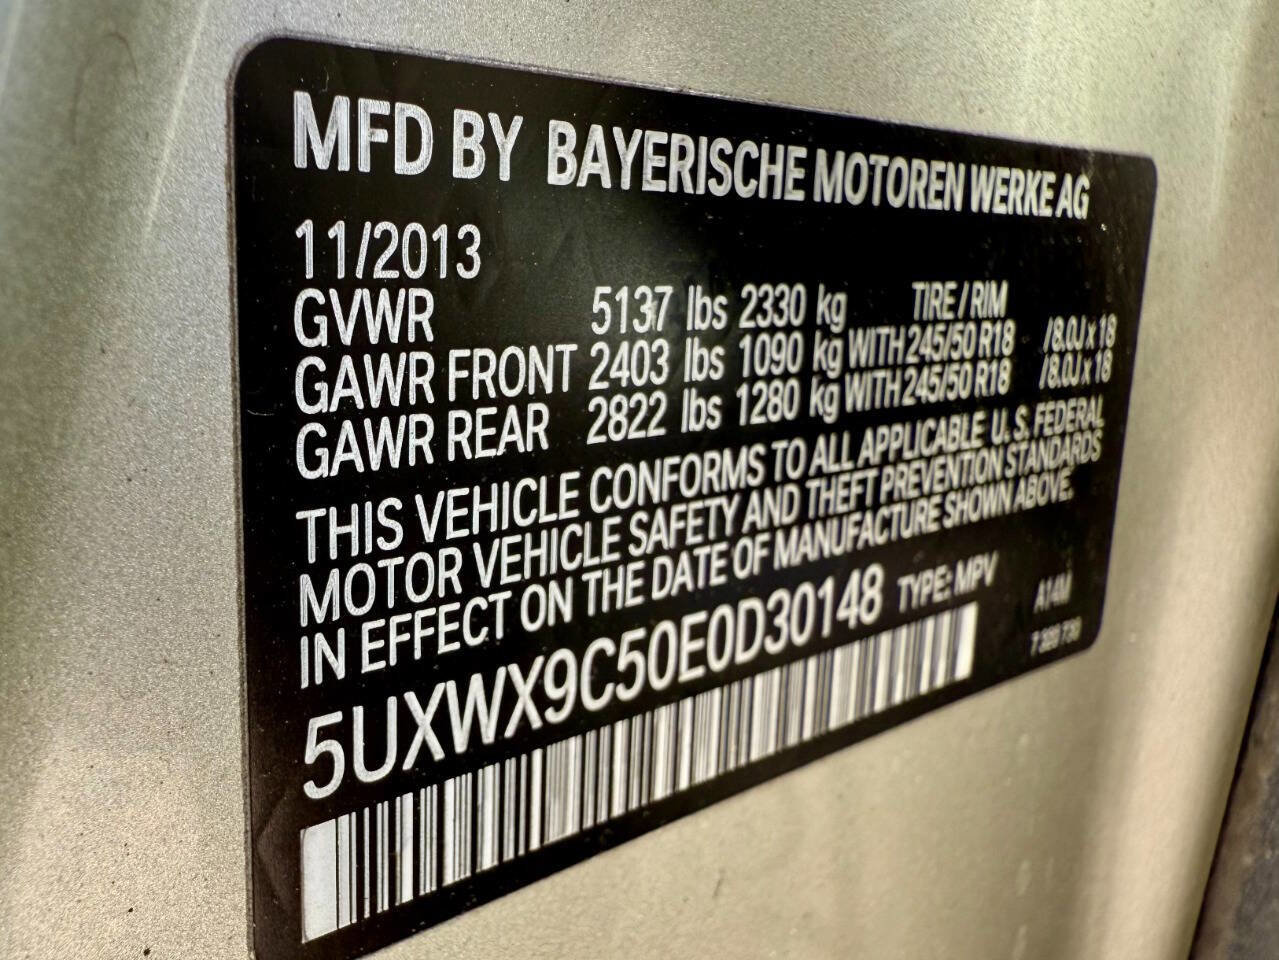 MFD BY BAYERISCHE MOTOREN WERKE AG
11/2013
GVWR 5137 lbs 2330 kg TIRE / RIM
GAWR FRONT 2403 lbs 1090 kg WITH 245/50 R18 /8.0J x 18
GAWR REAR 2822 lbs 1280 kg WITH 245/50 R18 /8.0J x 18
THIS VEHICLE CONFORMS TO ALL APPLICABLE U. S. FEDERAL
MOTOR VEHICLE SAFETY AND THEFT PREVENTION STANDARDS
IN EFFECT ON THE DATE OF MANUFACTURE SHOWN ABOVE.
5UXWX9C50E0D30148 TYPE: MPV
A14M